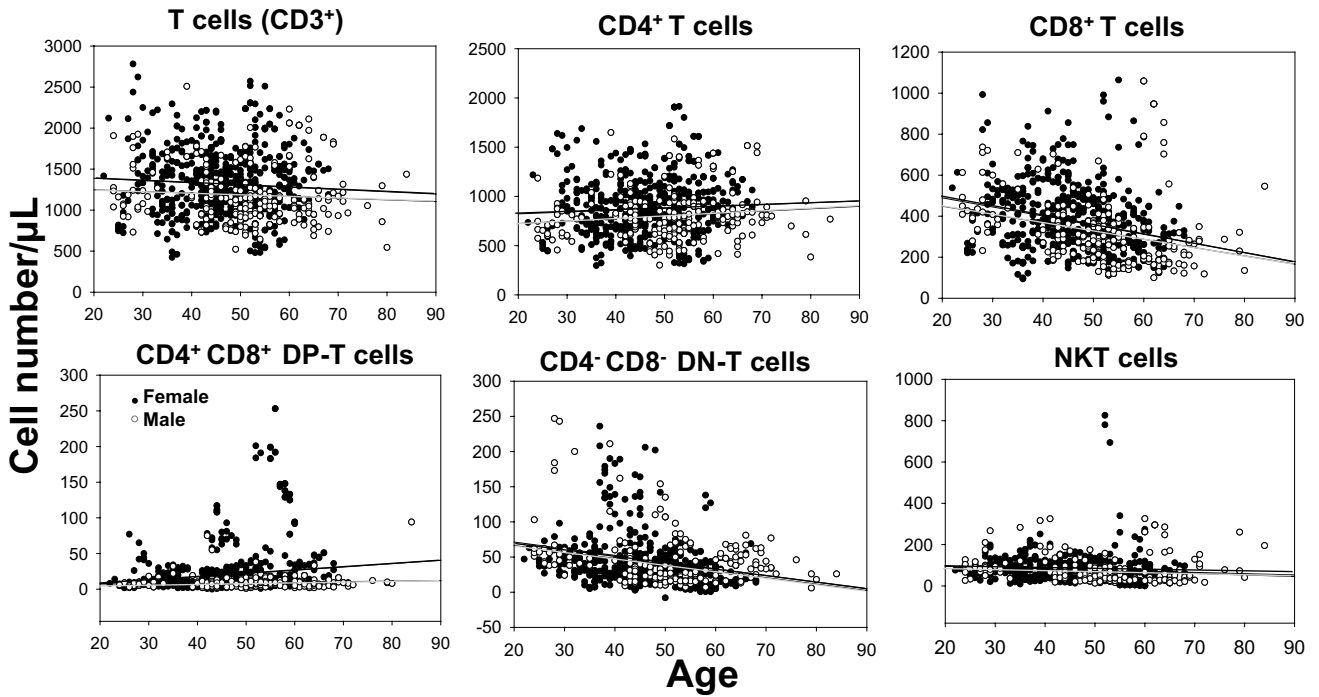 T cells (CD3⁺)
CD4⁺ T cells
CD8⁺ T cells
3000
2500
2000
1500
1000
500
0
20 30 40 50 60 70 80 90
2500
2000
1500
1000
500
0
20 30 40 50 60 70 80 90
1200
1000
800
600
400
200
0
20 30 40 50 60 70 80 90
Cell number/µL
CD4⁺ CD8⁺ DP-T cells
CD4⁻ CD8⁻ DN-T cells
NKT cells
300
250
200
150
100
50
0
Female
Male
20 30 40 50 60 70 80 90
300
250
200
150
100
50
0
-50
20 30 40 50 60 70 80 90
1000
800
600
400
200
0
20 30 40 50 60 70 80 90
Age